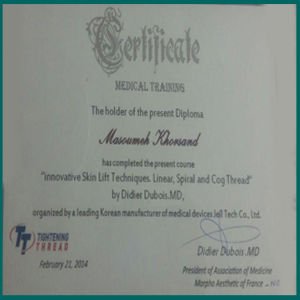 Certificate
MEDICAL TRAINING
The holder of the present Diploma
Masoumeh Khorsand
has completed the present course
"innovative Skin Lift Techniques. Linear, Spiral and Cog Thread"
by Didier Dubois.MD,
organized by a leading Korean manufacturer of medical devices Jell Tech Co., Ltd.
TT TIGHTENING
THREAD
Didier Dubois .MD
February 21, 2014
President of Association of Medicine
Morpho Aesthetic of France